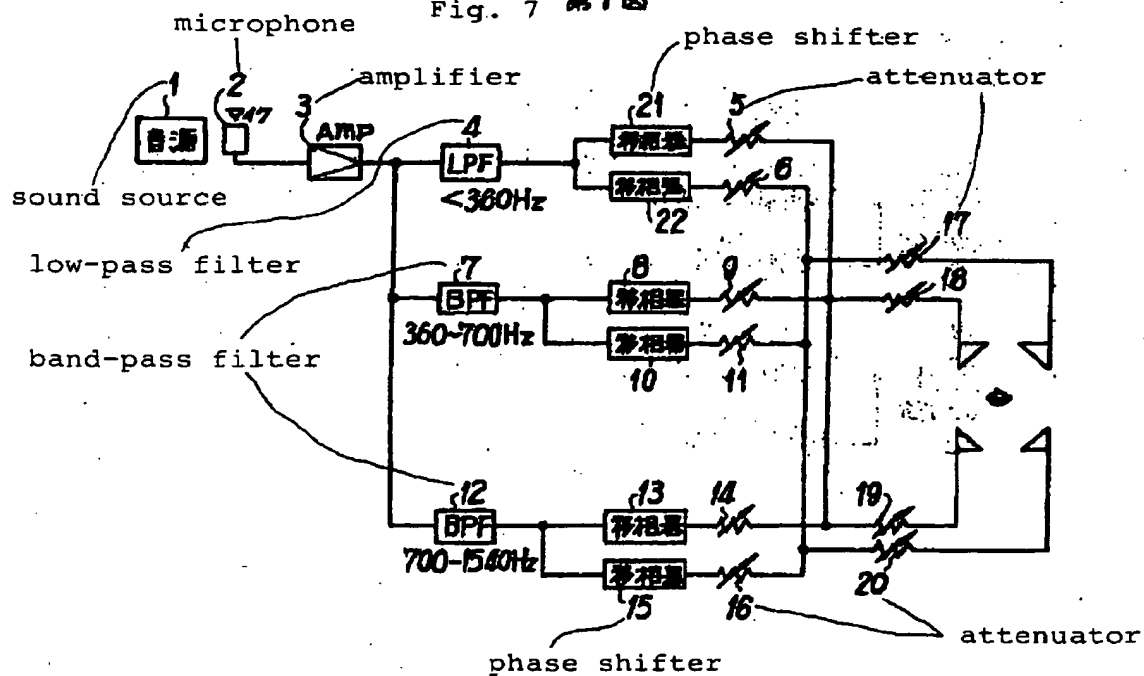 Fig. 7 第7図
microphone
phase shifter
1
2
3
amplifier
attenuator
マイク
音源
AMP
4
LPF
<360Hz
21
移相器
5
移相器
22
6
sound source
low-pass filter
17
18
7
BPF
360~700Hz
8
移相器
9
移相器
10
11
band-pass filter
12
BPF
700-1540Hz
13
移相器
14
19
移相器
15
16
20
attenuator
phase shifter